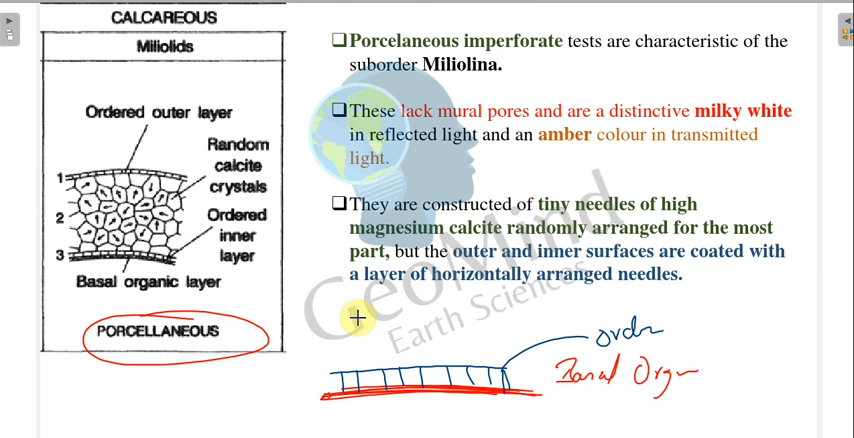 CALCAREOUS
Miliolids
Ordered outer layer
Random
calcite
crystals
1
2
3
Ordered
inner
layer
Basal organic layer
PORCELLANEOUS
Porcelaneous imperforate tests are characteristic of the
suborder Miliolina.
These lack mural pores and are a distinctive milky white
in reflected light and an amber colour in transmitted
light.
They are constructed of tiny needles of high
magnesium calcite randomly arranged for the most
part, but the outer and inner surfaces are coated with
a layer of horizontally arranged needles.
GeoMind
Earth Sciences
Basal Org